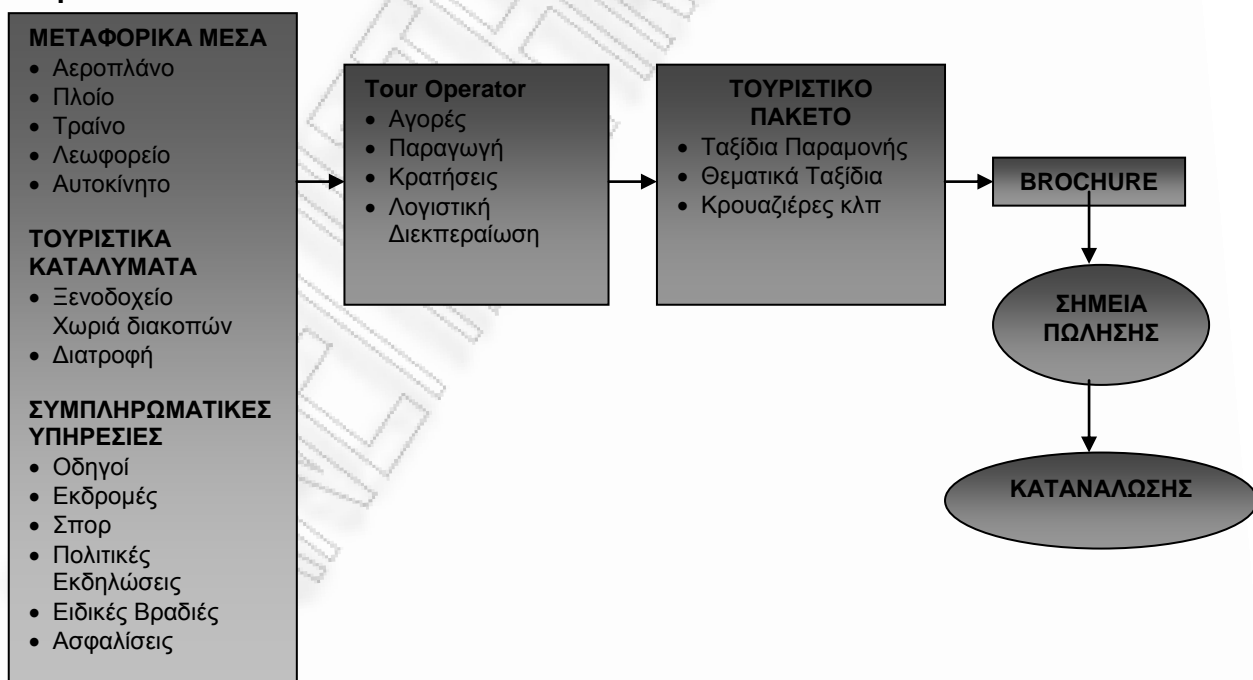 ΜΕΤΑΦΟΡΙΚΑ ΜΕΣΑ
• Αεροπλάνο
• Πλοίο
• Τραίνο
• Λεωφορείο
• Αυτοκίνητο
ΤΟΥΡΙΣΤΙΚΑ
ΚΑΤΑΛΥΜΑΤΑ
• Ξενοδοχείο
Χωριά διακοπών
• Διατροφή
ΣΥΜΠΛΗΡΩΜΑΤΙΚΕΣ
ΥΠΗΡΕΣΙΕΣ
• Οδηγοί
• Εκδρομές
• Σπορ
• Πολιτικές
Εκδηλώσεις
• Ειδικές Βραδιές
• Ασφαλίσεις
Tour Operator
• Αγορές
• Παραγωγή
• Κρατήσεις
• Λογιστική
Διεκπεραίωση
ΤΟΥΡΙΣΤΙΚΟ
ΠΑΚΕΤΟ
• Ταξίδια Παραμονής
• Θεματικά Ταξίδια
• Κρουαζιέρες κλπ
BROCHURE
ΣΗΜΕΙΑ
ΠΩΛΗΣΗΣ
ΚΑΤΑΝΑΛΩΣΗΣ